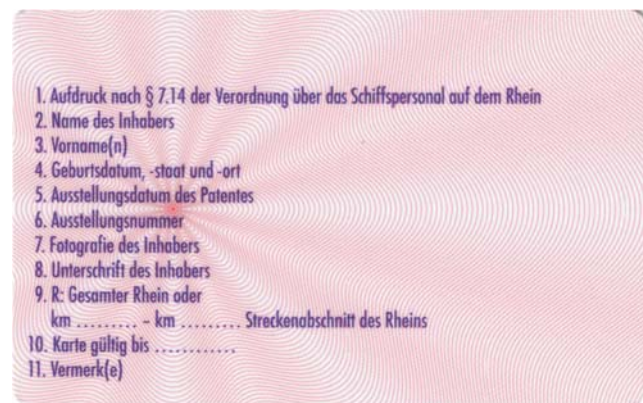 1. Aufdruck nach § 7.14 der Verordnung über das Schiffspersonal auf dem Rhein
2. Name des Inhabers
3. Vorname(n)
4. Geburtsdatum, -staat und -ort
5. Ausstellungsdatum des Patentes
6. Ausstellungsnummer
7. Fotografie des Inhabers
8. Unterschrift des Inhabers
9. R: Gesamter Rhein oder
km ......... – km ......... Streckenabschnitt des Rheins
10. Karte gültig bis ............
11. Vermerk(e)